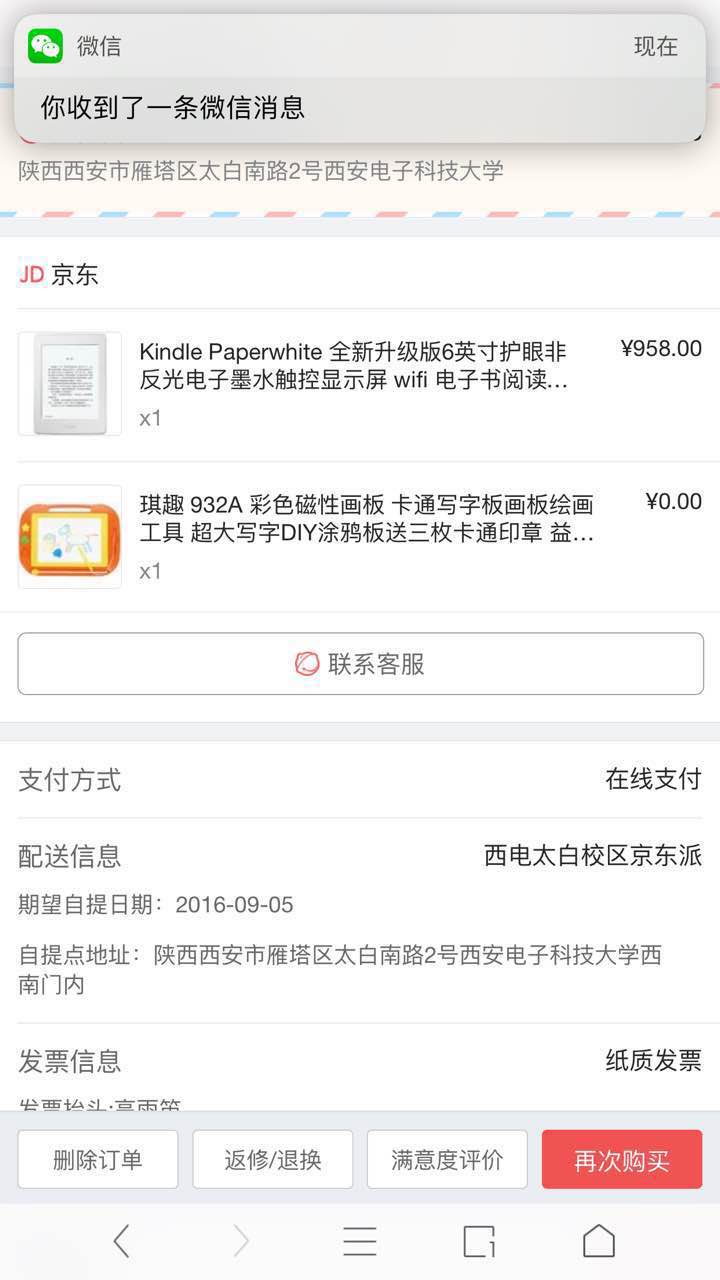 微信
现在
你收到了一条微信消息
陕西西安市雁塔区太白南路2号西安电子科技大学
JD 京东
Kindle Paperwhite 全新升级版6英寸护眼非
¥958.00
反光电子墨水触控显示屏 wifi 电子书阅读…
x1
琪趣 932A 彩色磁性画板 卡通写字板画板绘画
¥0.00
工具 超大写字DIY涂鸦板送三枚卡通印章 益…
x1
联系客服
支付方式
在线支付
配送信息
西电太白校区京东派
期望自提日期：2016-09-05
自提点地址：陕西西安市雁塔区太白南路2号西安电子科技大学西
南门内
发票信息
纸质发票
发票抬头:高雨笛
删除订单
返修/退换
满意度评价
再次购买
1